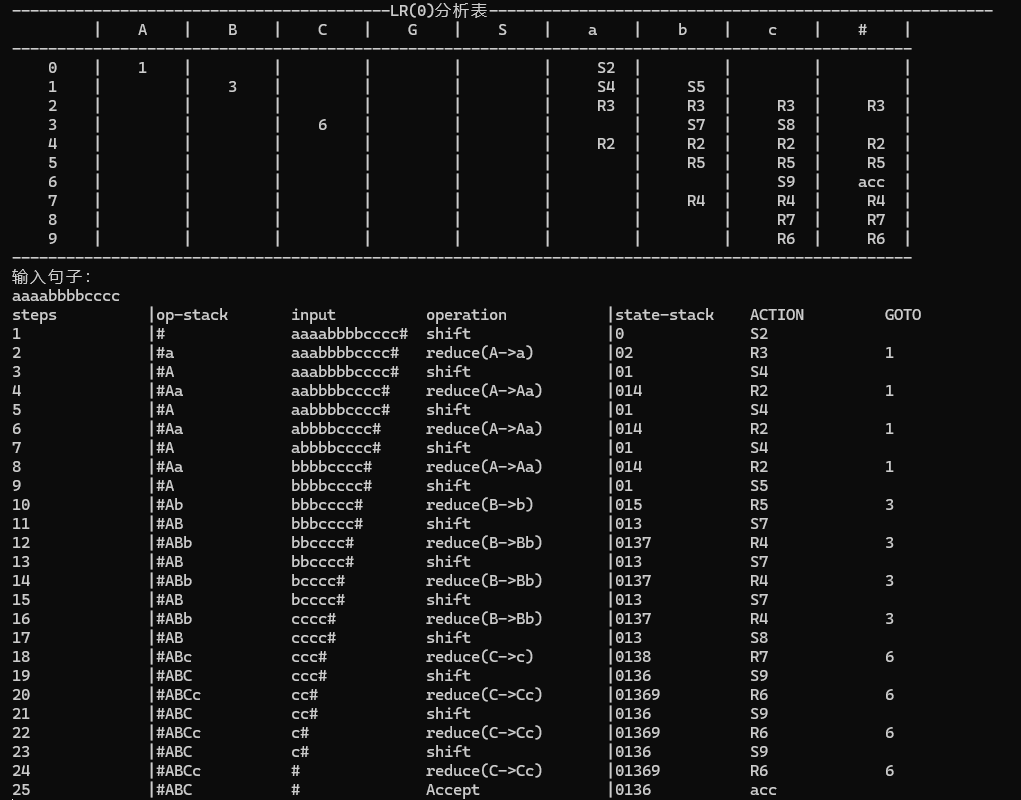 LR(0)分析表
| A | B | C | G | S | a | b | c | # |
0 | 1 | | | | | S2 | | | |
1 | | 3 | | | | S4 | S5 | | |
2 | | | | | | R3 | R3 | R3 | R3 |
3 | | | 6 | | | | S7 | S8 | |
4 | | | | | | R2 | R2 | R2 | R2 |
5 | | | | | | | R5 | R5 | R5 |
6 | | | | | | | | S9 | acc |
7 | | | | | | | R4 | R4 | R4 |
8 | | | | | | | | R7 | R7 |
9 | | | | | | | | R6 | R6 |
输入句子:
aaaabbbbcccc
steps |op-stack input operation |state-stack ACTION GOTO
1 |# aaaabbbbcccc# shift |0 S2
2 |#a aaabbbbcccc# reduce(A->a) |02 R3 1
3 |#A aaabbbbcccc# shift |01 S4
4 |#Aa aabbbbcccc# reduce(A->Aa) |014 R2 1
5 |#A aabbbbcccc# shift |01 S4
6 |#Aa abbbbcccc# reduce(A->Aa) |014 R2 1
7 |#A abbbbcccc# shift |01 S4
8 |#Aa bbbbcccc# reduce(A->Aa) |014 R2 1
9 |#A bbbbcccc# shift |01 S5
10 |#Ab bbbcccc# reduce(B->b) |015 R5 3
11 |#AB bbbcccc# shift |013 S7
12 |#ABb bbcccc# reduce(B->Bb) |0137 R4 3
13 |#AB bbcccc# shift |013 S7
14 |#ABb bcccc# reduce(B->Bb) |0137 R4 3
15 |#AB bcccc# shift |013 S7
16 |#ABb cccc# reduce(B->Bb) |0137 R4 3
17 |#AB cccc# shift |013 S8
18 |#ABc ccc# reduce(C->c) |0138 R7 6
19 |#ABC ccc# shift |0136 S9
20 |#ABCc cc# reduce(C->Cc) |01369 R6 6
21 |#ABC cc# shift |0136 S9
22 |#ABCc c# reduce(C->Cc) |01369 R6 6
23 |#ABC c# shift |0136 S9
24 |#ABCc # reduce(C->Cc) |01369 R6 6
25 |#ABC # Accept |0136 acc